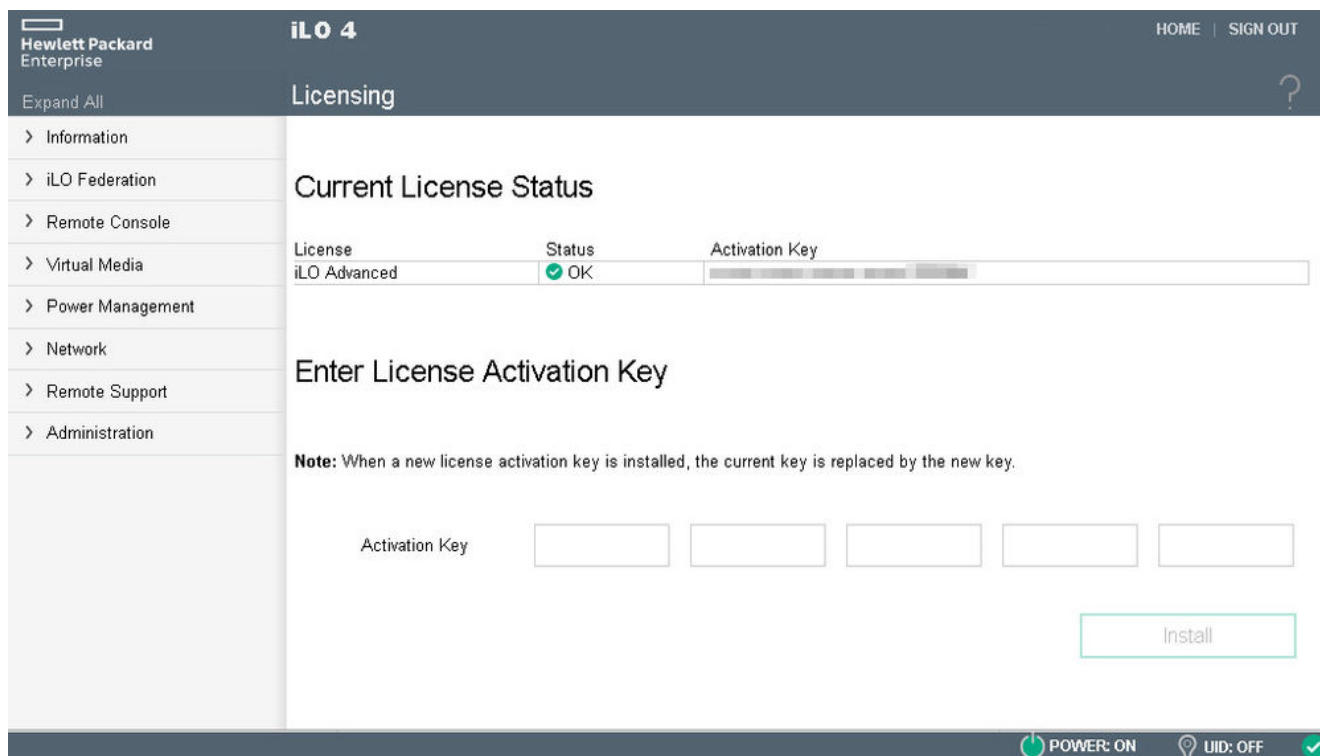 Hewlett Packard
Enterprise
iLO 4
HOME | SIGN OUT
Expand All
Licensing
?
> Information
> iLO Federation
> Remote Console
> Virtual Media
> Power Management
> Network
> Remote Support
> Administration
Current License Status
License Status Activation Key
iLO Advanced OK
Enter License Activation Key
Note: When a new license activation key is installed, the current key is replaced by the new key.
Activation Key
Install
POWER: ON UID: OFF